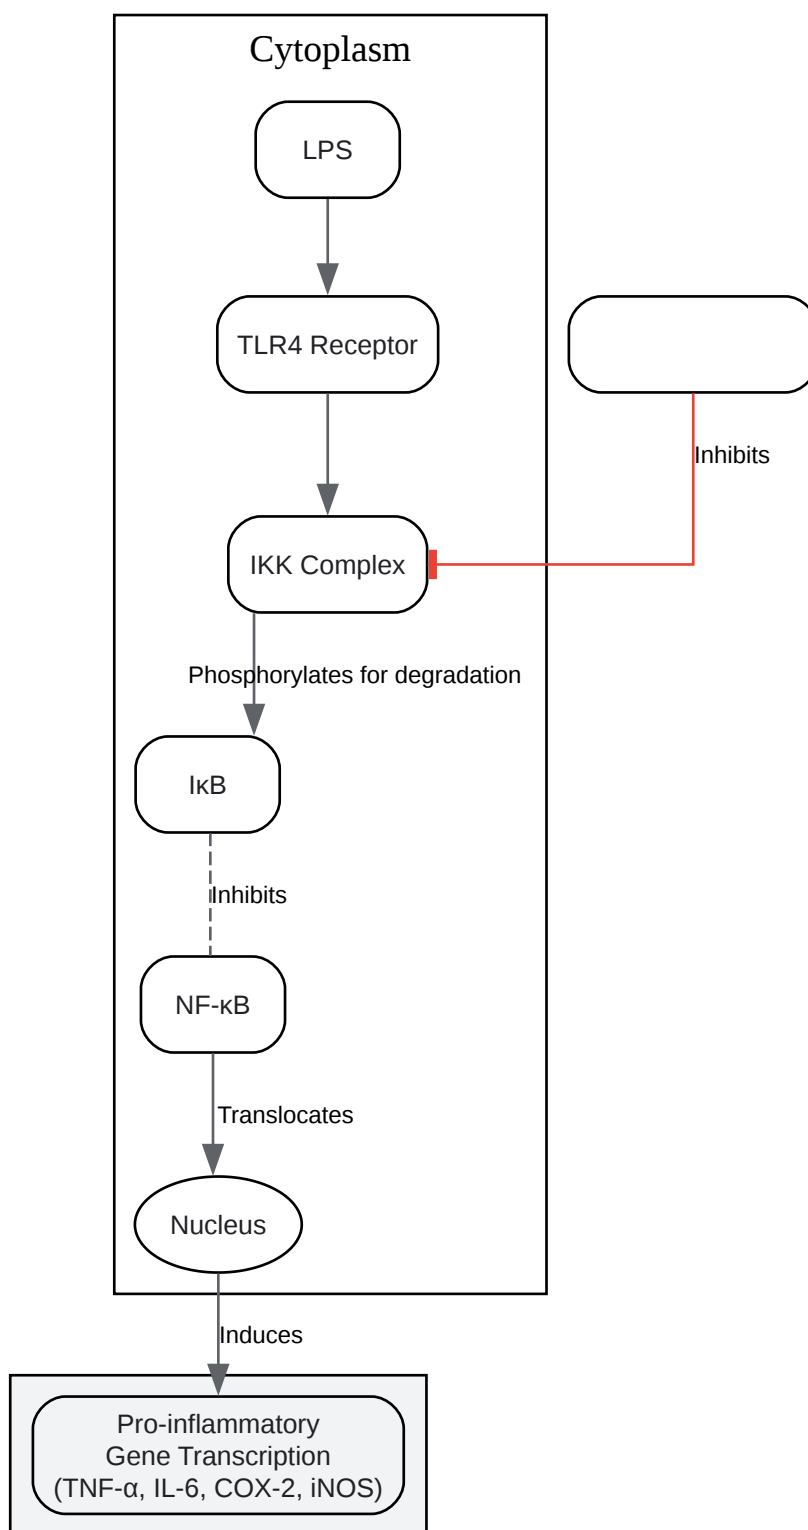 Cytoplasm
LPS
TLR4 Receptor
Inhibits
IKK Complex
Phosphorylates for degradation
IκB
Inhibits
NF-κB
Translocates
Nucleus
Induces
Pro-inflammatory
Gene Transcription
(TNF-α, IL-6, COX-2, iNOS)